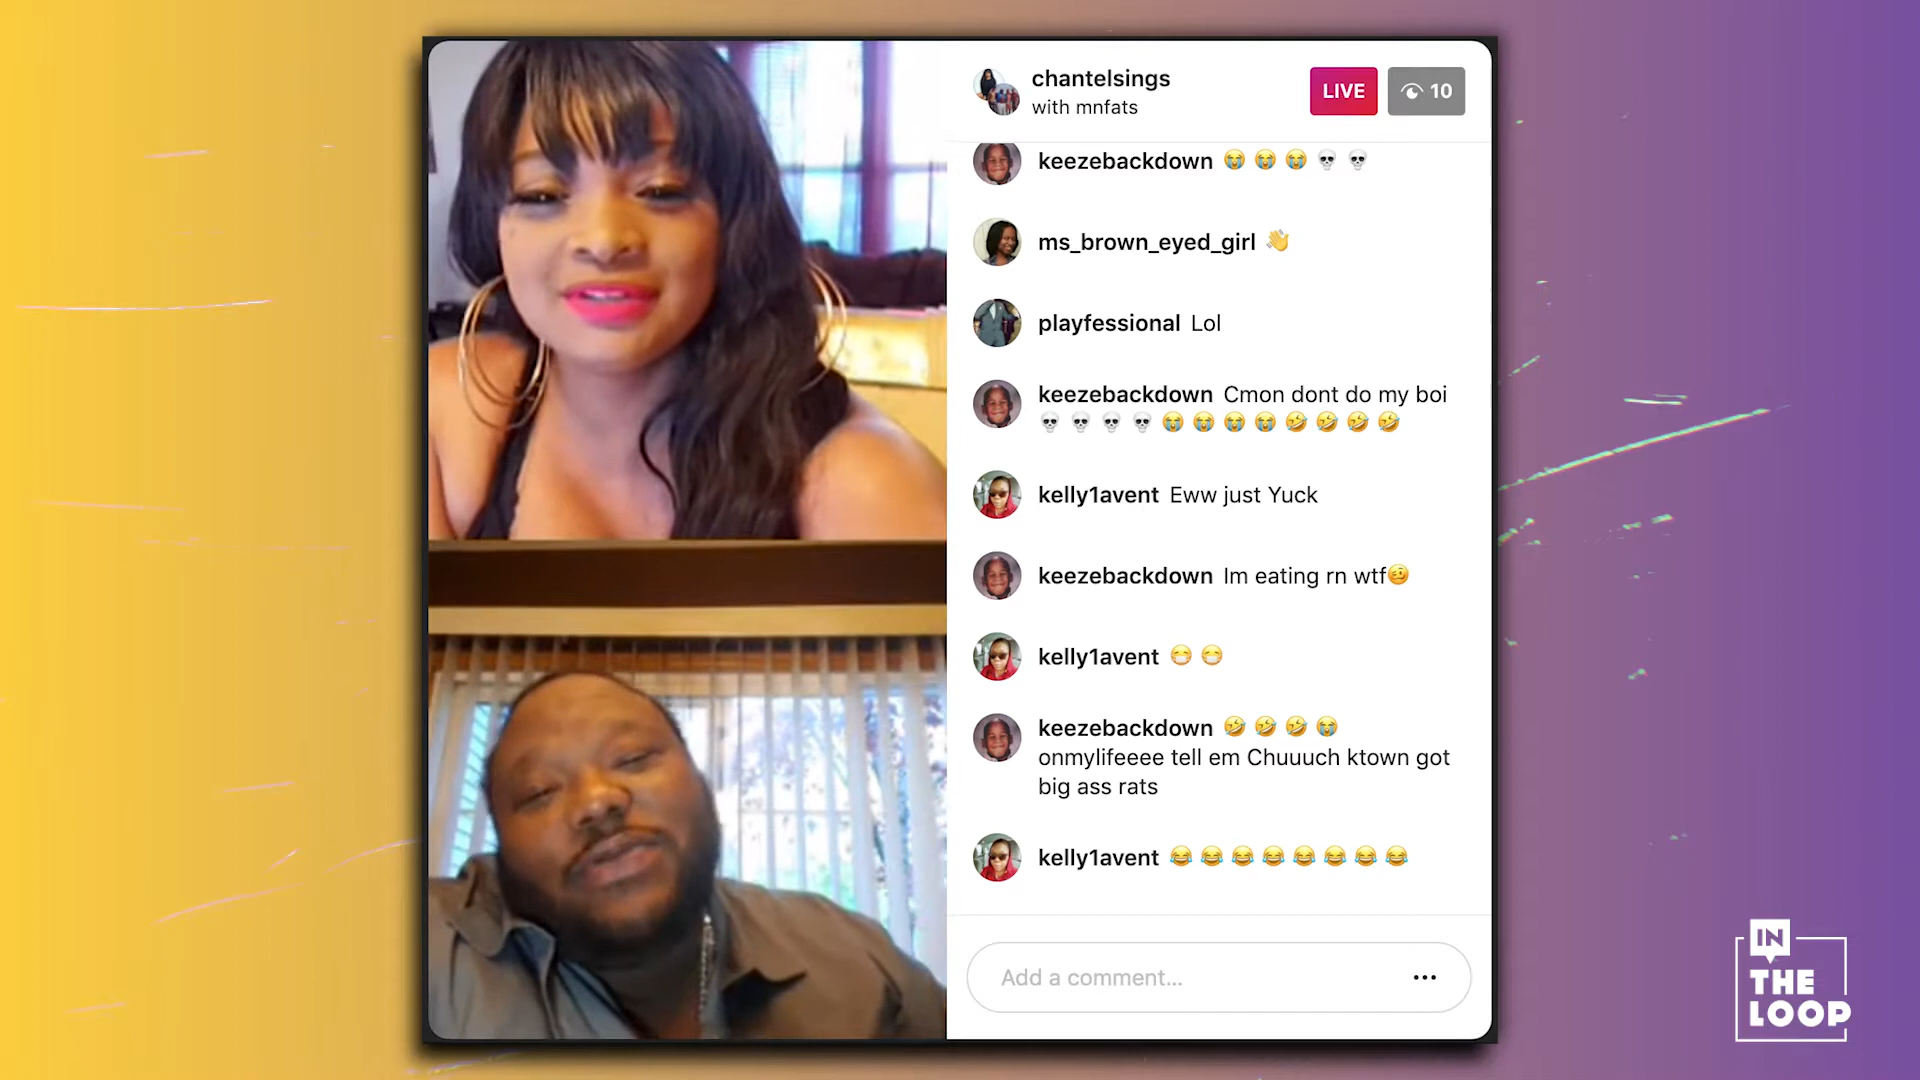 chantelsings
with mnfats
LIVE
10
keezebackdown 😭 😭 😭 💀 💀
ms_brown_eyed_girl 👋
playfessional Lol
keezebackdown Cmon dont do my boi
💀 💀 💀 💀 😭 😭 😭 😭 🤣 🤣 🤣 🤣
kelly1avent Eww just Yuck
keezebackdown Im eating rn wtf🥴
kelly1avent 😷 😷
keezebackdown 🤣 🤣 🤣 😭
onmylifeeee tell em Chuuuch ktown got
big ass rats
kelly1avent 😂 😂 😂 😂 😂 😂 😂 😂
Add a comment...
IN
THE
LOOP